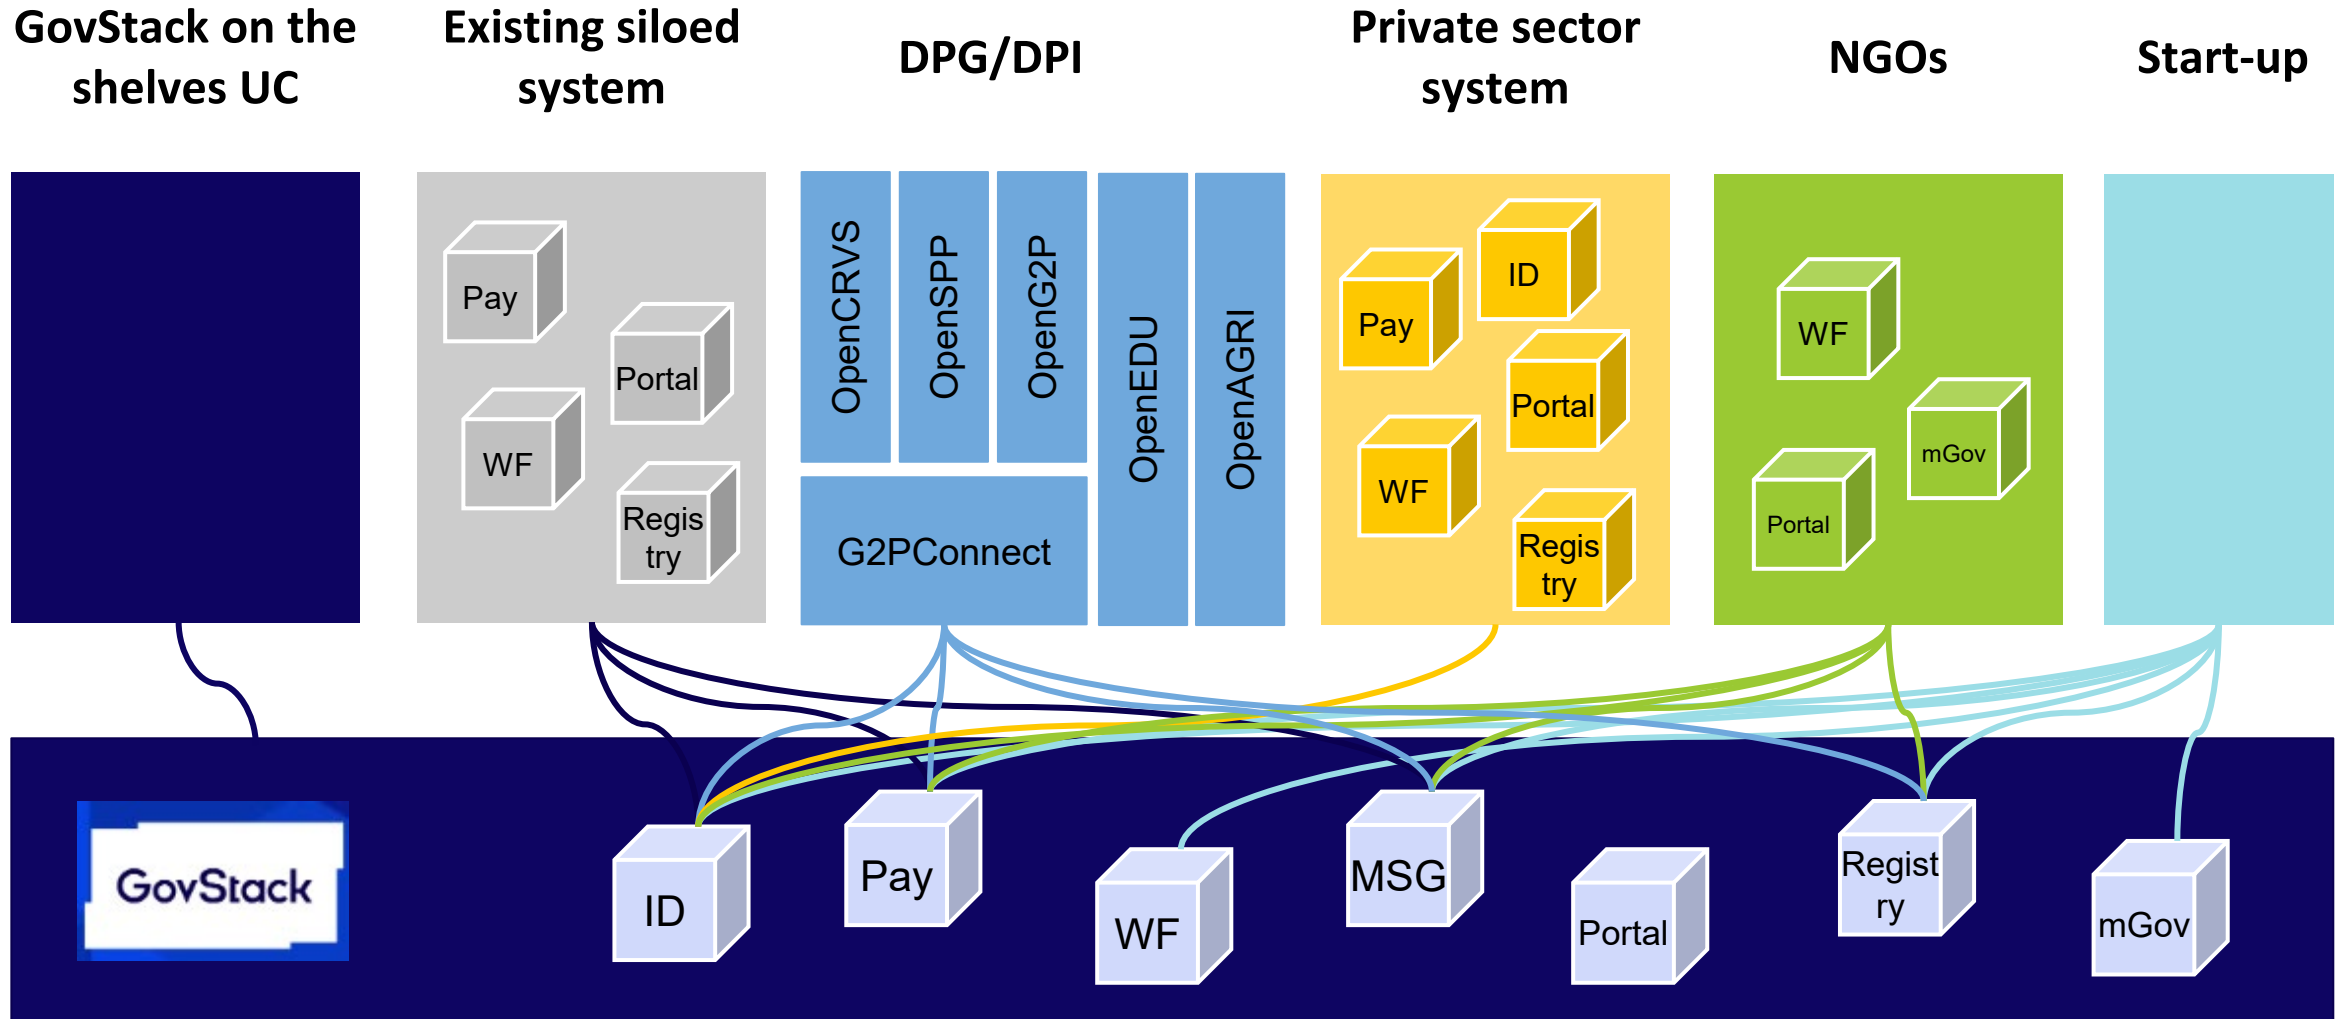 GovStack on the
shelves UC
Existing siloed
system
DPG/DPI
Private sector
system
NGOs
Start-up
Pay
Portal
WF
Regis
try
OpenCRVS
OpenSPP
OpenG2P
OpenEDU
OpenAGRI
G2PConnect
ID
Pay
Portal
WF
Regis
try
WF
mGov
Portal
GovStack
ID
Pay
WF
MSG
Portal
Regist
ry
mGov